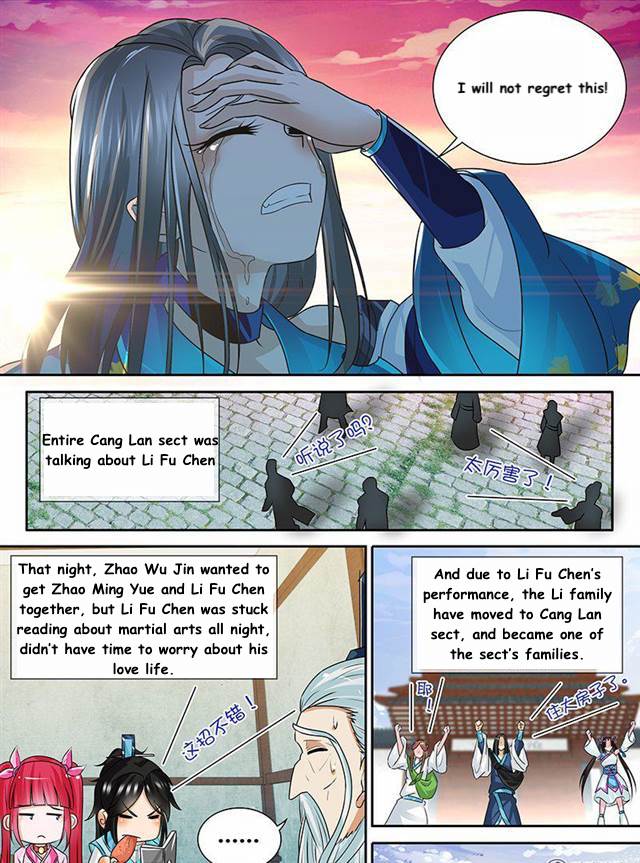 I will not regret this!
Entire Cang Lan sect was
talking about Li Fu Chen
听说了吗？
太厉害了！
That night, Zhao Wu Jin wanted to
get Zhao Ming Yue and Li Fu Chen
together, but Li Fu Chen was stuck
reading about martial arts all night,
didn't have time to worry about his
love life.
这招不错！
......
And due to Li Fu Chen's
performance, the Li family
have moved to Cang Lan
sect, and became one of
the sect's families.
耶！
住大房子了。